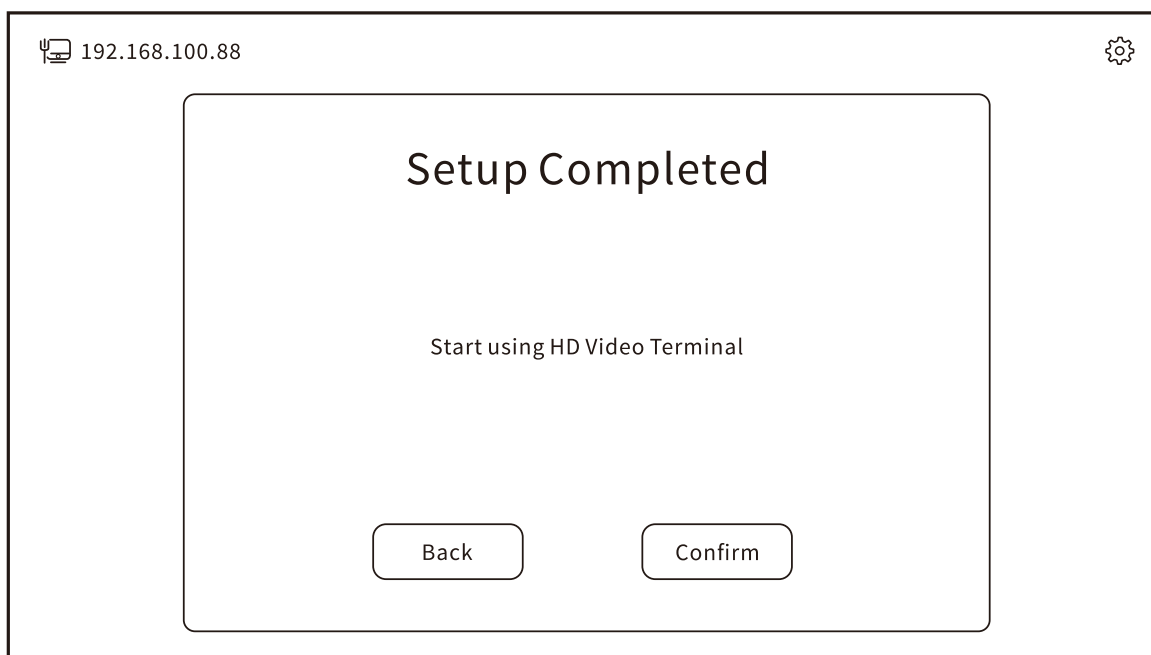 192.168.100.88
Setup Completed
Start using HD Video Terminal
Back
Confirm